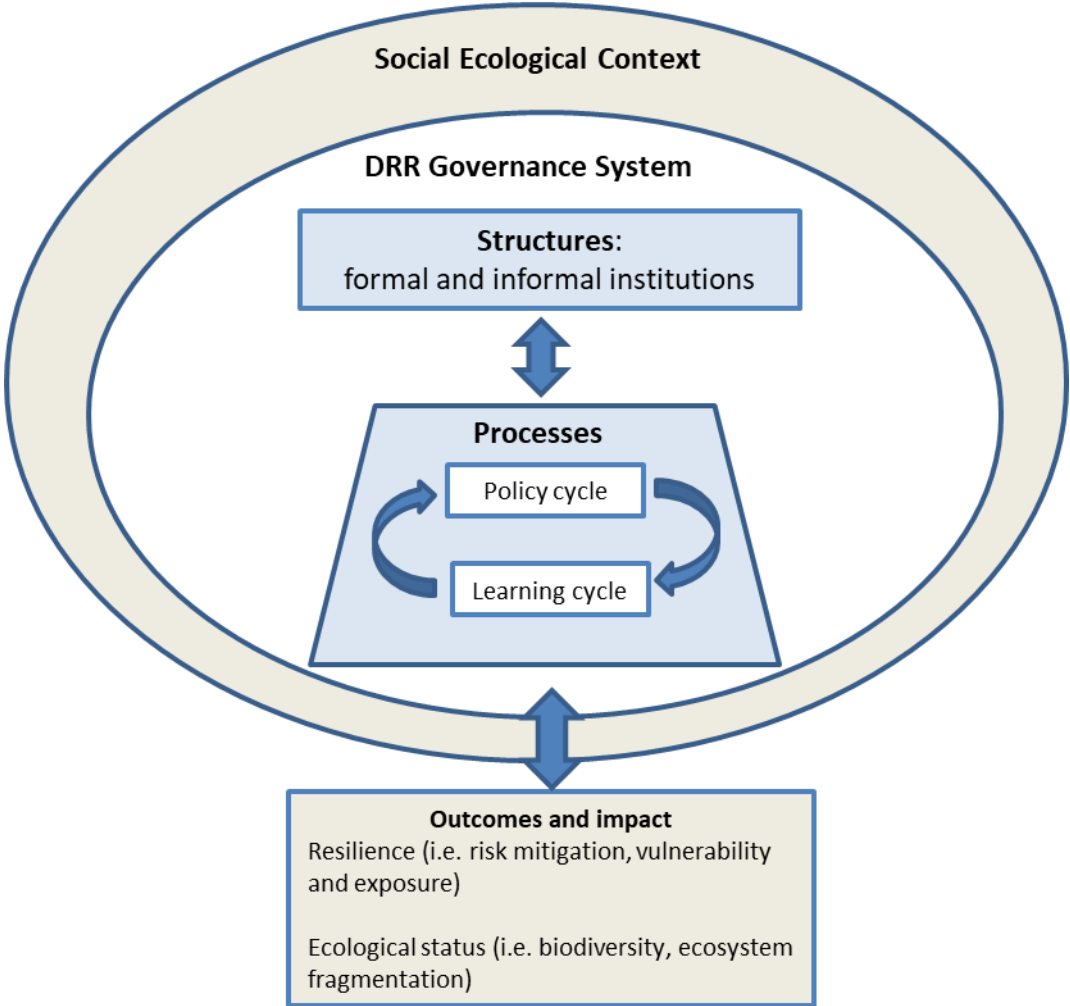 Social Ecological Context
DRR Governance System
Structures:
formal and informal institutions
Processes
Policy cycle
Learning cycle
Outcomes and impact
Resilience (i.e. risk mitigation, vulnerability
and exposure)
Ecological status (i.e. biodiversity, ecosystem
fragmentation)